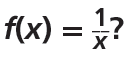 f(x) = 1/x?